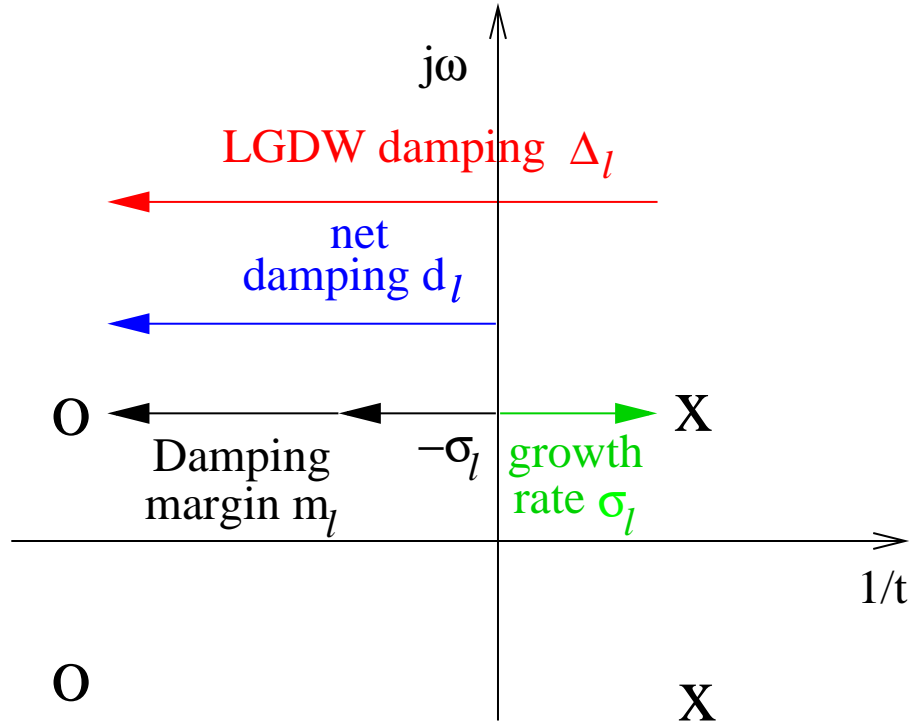 jω
LGDW damping Δ_l
net
damping d_l
O
X
−σ_l
Damping
margin m_l
growth
rate σ_l
1/t
O
X